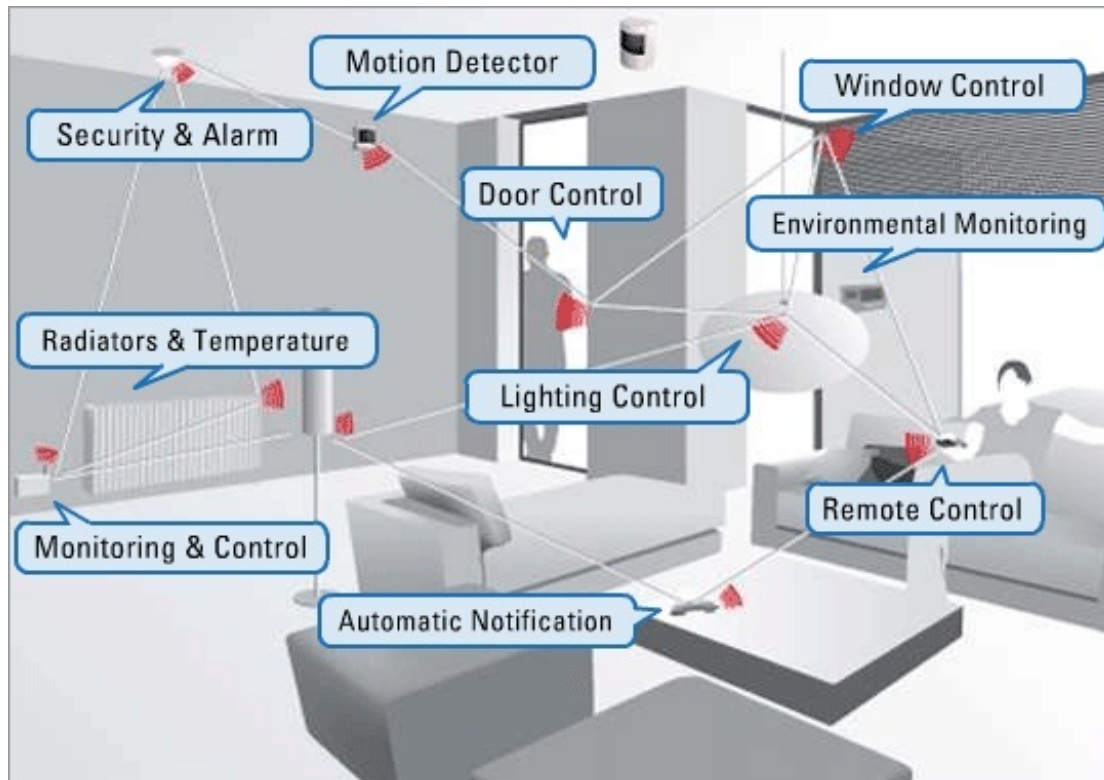 Motion Detector
Window Control
Security & Alarm
Door Control
Environmental Monitoring
Radiators & Temperature
Lighting Control
Remote Control
Monitoring & Control
Automatic Notification